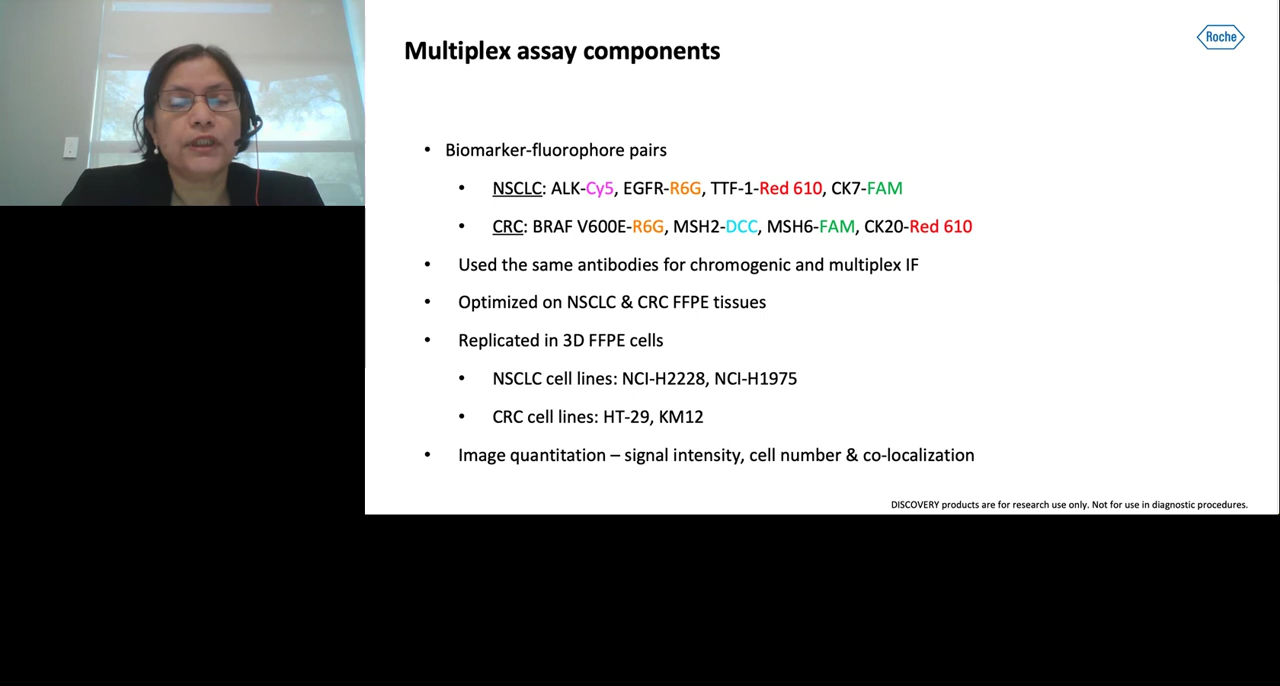 Multiplex assay components
Roche
• Biomarker-fluorophore pairs
• NSCLC: ALK-Cy5, EGFR-R6G, TTF-1-Red 610, CK7-FAM
• CRC: BRAF V600E-R6G, MSH2-DCC, MSH6-FAM, CK20-Red 610
• Used the same antibodies for chromogenic and multiplex IF
• Optimized on NSCLC & CRC FFPE tissues
• Replicated in 3D FFPE cells
• NSCLC cell lines: NCI-H2228, NCI-H1975
• CRC cell lines: HT-29, KM12
• Image quantitation – signal intensity, cell number & co-localization
DISCOVERY products are for research use only. Not for use in diagnostic procedures.